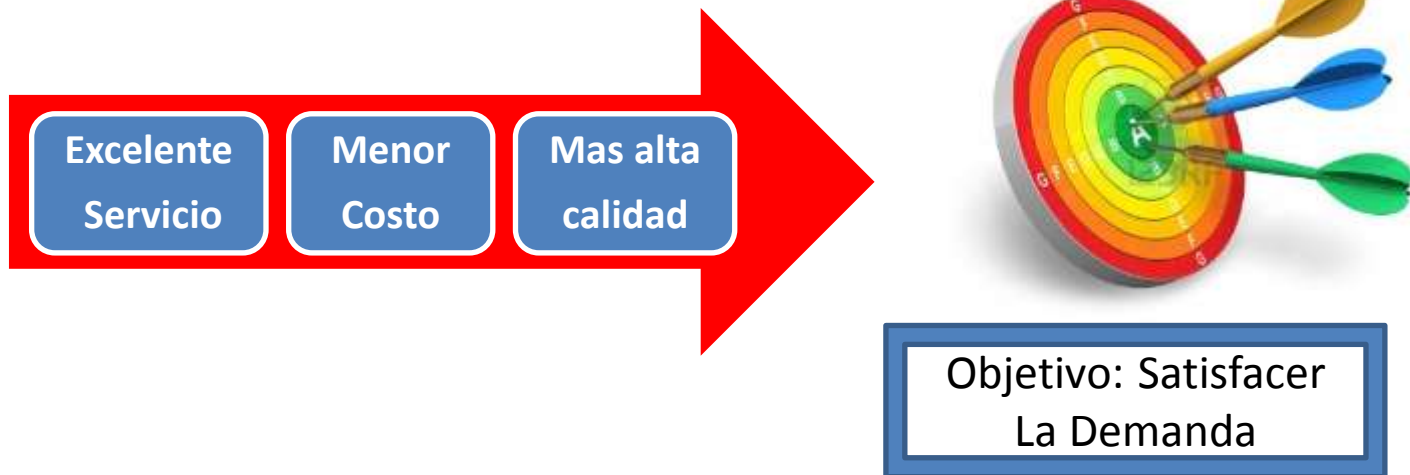 Excelente
Servicio
Menor
Costo
Mas alta
calidad
G
A
Objetivo: Satisfacer
La Demanda